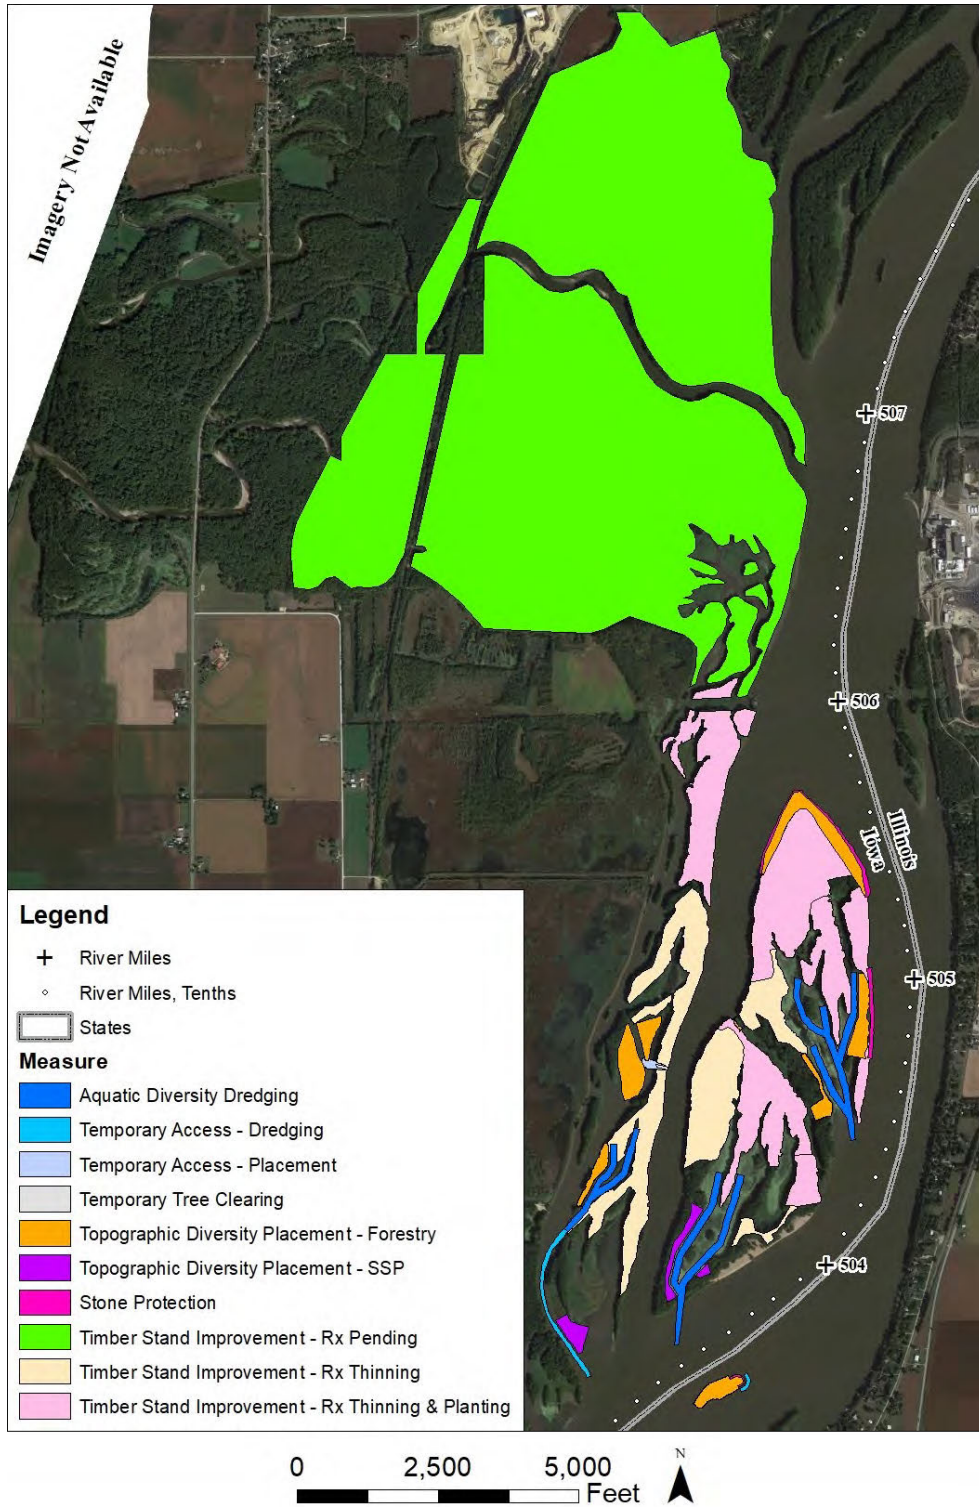 Imagery Not Available
507
506
Illinois
Iowa
505
504
Legend
River Miles
River Miles, Tenths
States
Measure
Aquatic Diversity Dredging
Temporary Access - Dredging
Temporary Access - Placement
Temporary Tree Clearing
Topographic Diversity Placement - Forestry
Topographic Diversity Placement - SSP
Stone Protection
Timber Stand Improvement - Rx Pending
Timber Stand Improvement - Rx Thinning
Timber Stand Improvement - Rx Thinning & Planting
0 2,500 5,000
Feet
N